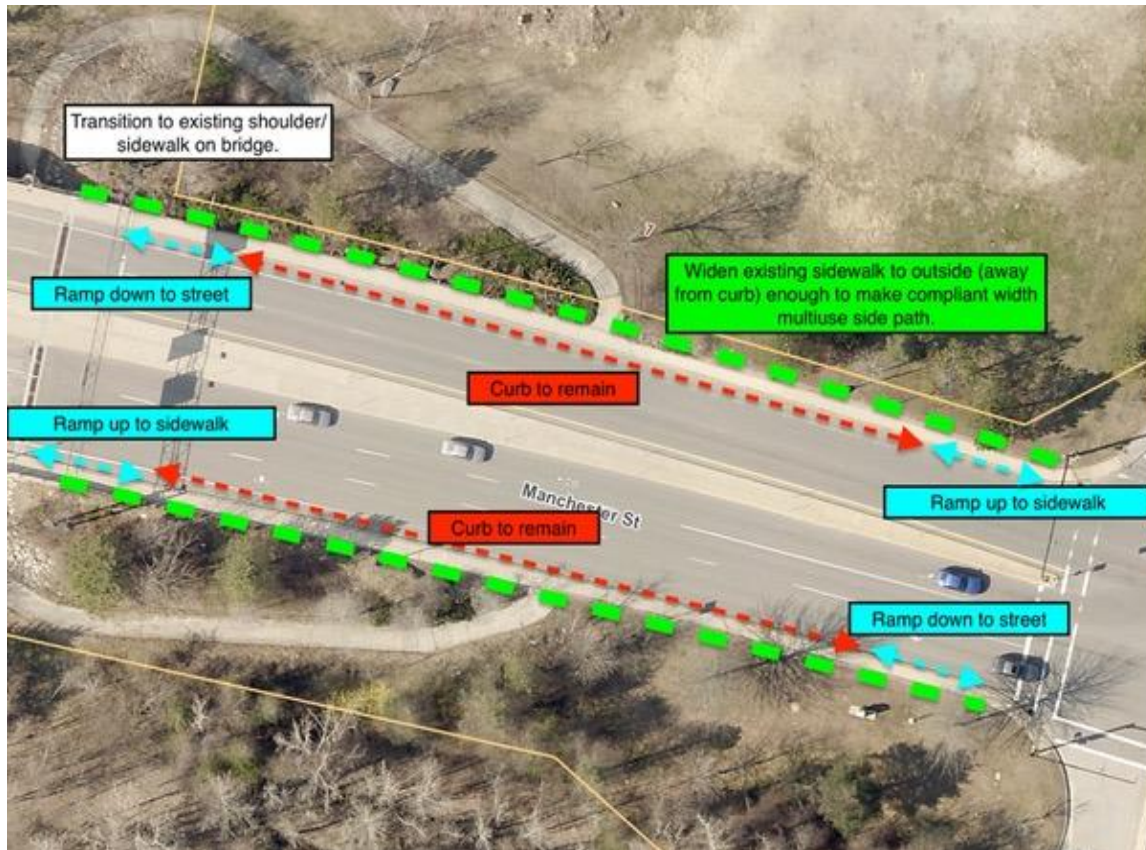 Transition to existing shoulder/
sidewalk on bridge.
7
Ramp down to street
Widen existing sidewalk to outside (away
from curb) enough to make compliant width
multiuse side path.
Curb to remain
Ramp up to sidewalk
Ramp up to sidewalk
Manchester St
Curb to remain
Ramp down to street